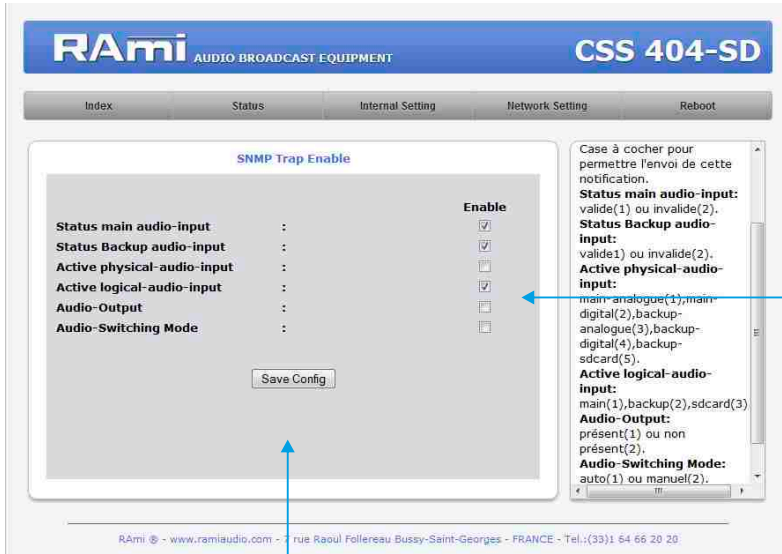 RAmi AUDIO BROADCAST EQUIPMENT
CSS 404-SD
Index Status Internal Setting Network Setting Reboot
SNMP Trap Enable
Enable
Status main audio-input :
Status Backup audio-input :
Active physical-audio-input :
Active logical-audio-input :
Audio-Output :
Audio-Switching Mode :
Save Config
Case à cocher pour
permettre l'envoi de cette
notification.
Status main audio-input:
valide(1) ou invalide(2).
Status Backup audio-
input:
valide1) ou invalide(2).
Active physical-audio-
input:
main-analogue(1),main-
digital(2),backup-
analogue(3),backup-
digital(4),backup-
sdcard(5).
Active logical-audio-
input:
main(1),backup(2),sdcard(3)
Audio-Output:
présent(1) ou non
présent(2).
Audio-Switching Mode:
auto(1) ou manuel(2).
RAmi ® - www.ramiaudio.com - 7 rue Raoul Follereau Bussy-Saint-Georges - FRANCE - Tel.:(33)1 64 66 20 20